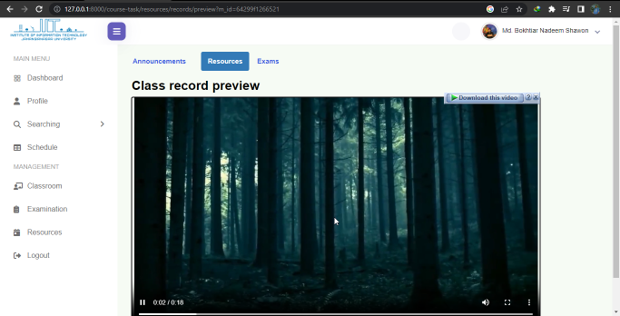 127.0.0.1:8000/course-task/resources/records/preview?m_id=64299f1266521
INSTITUTE OF INFORMATION TECHNOLOGY
JAHANGIRNAGAR UNIVERSITY
Md. Bokhtiar Nadeem Shawon
MAIN MENU
Dashboard
Profile
Searching
Schedule
MANAGEMENT
Classroom
Examination
Resources
Logout
Announcements
Resources
Exams
Class record preview
Download this video
? x
0:02 / 0:18